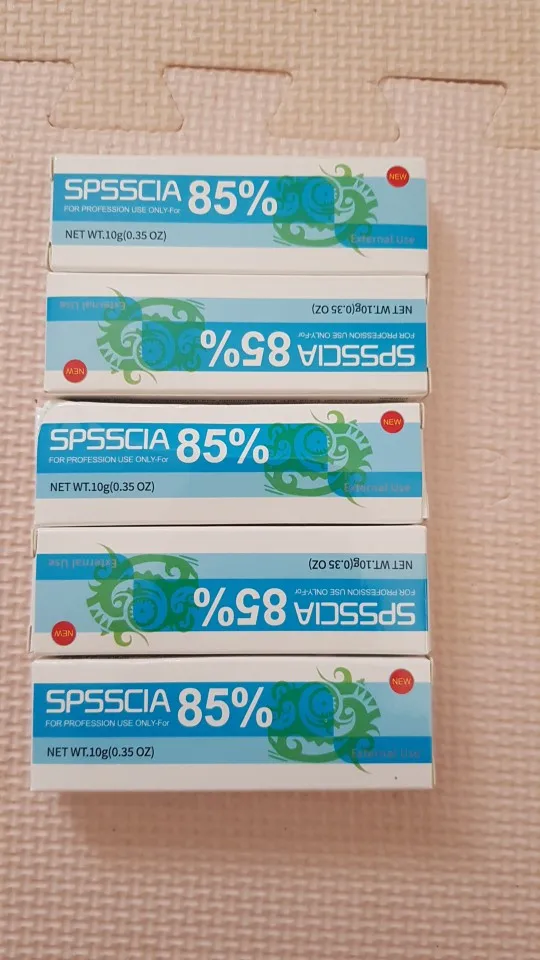 NEW
SPSSCIA 85%
FOR PROFESSION USE ONLY-For
NET WT.10g(0.35 OZ)
External Use
NET WT.10g(0.35 OZ)
External Use
FOR PROFESSION USE ONLY-For
SPSSCIA 85%
NEW
NEW
SPSSCIA 85%
FOR PROFESSION USE ONLY-For
NET WT.10g(0.35 OZ)
External Use
NET WT.10g(0.35 OZ)
External Use
FOR PROFESSION USE ONLY-For
SPSSCIA 85%
NEW
NEW
SPSSCIA 85%
FOR PROFESSION USE ONLY-For
NET WT.10g(0.35 OZ)
External Use